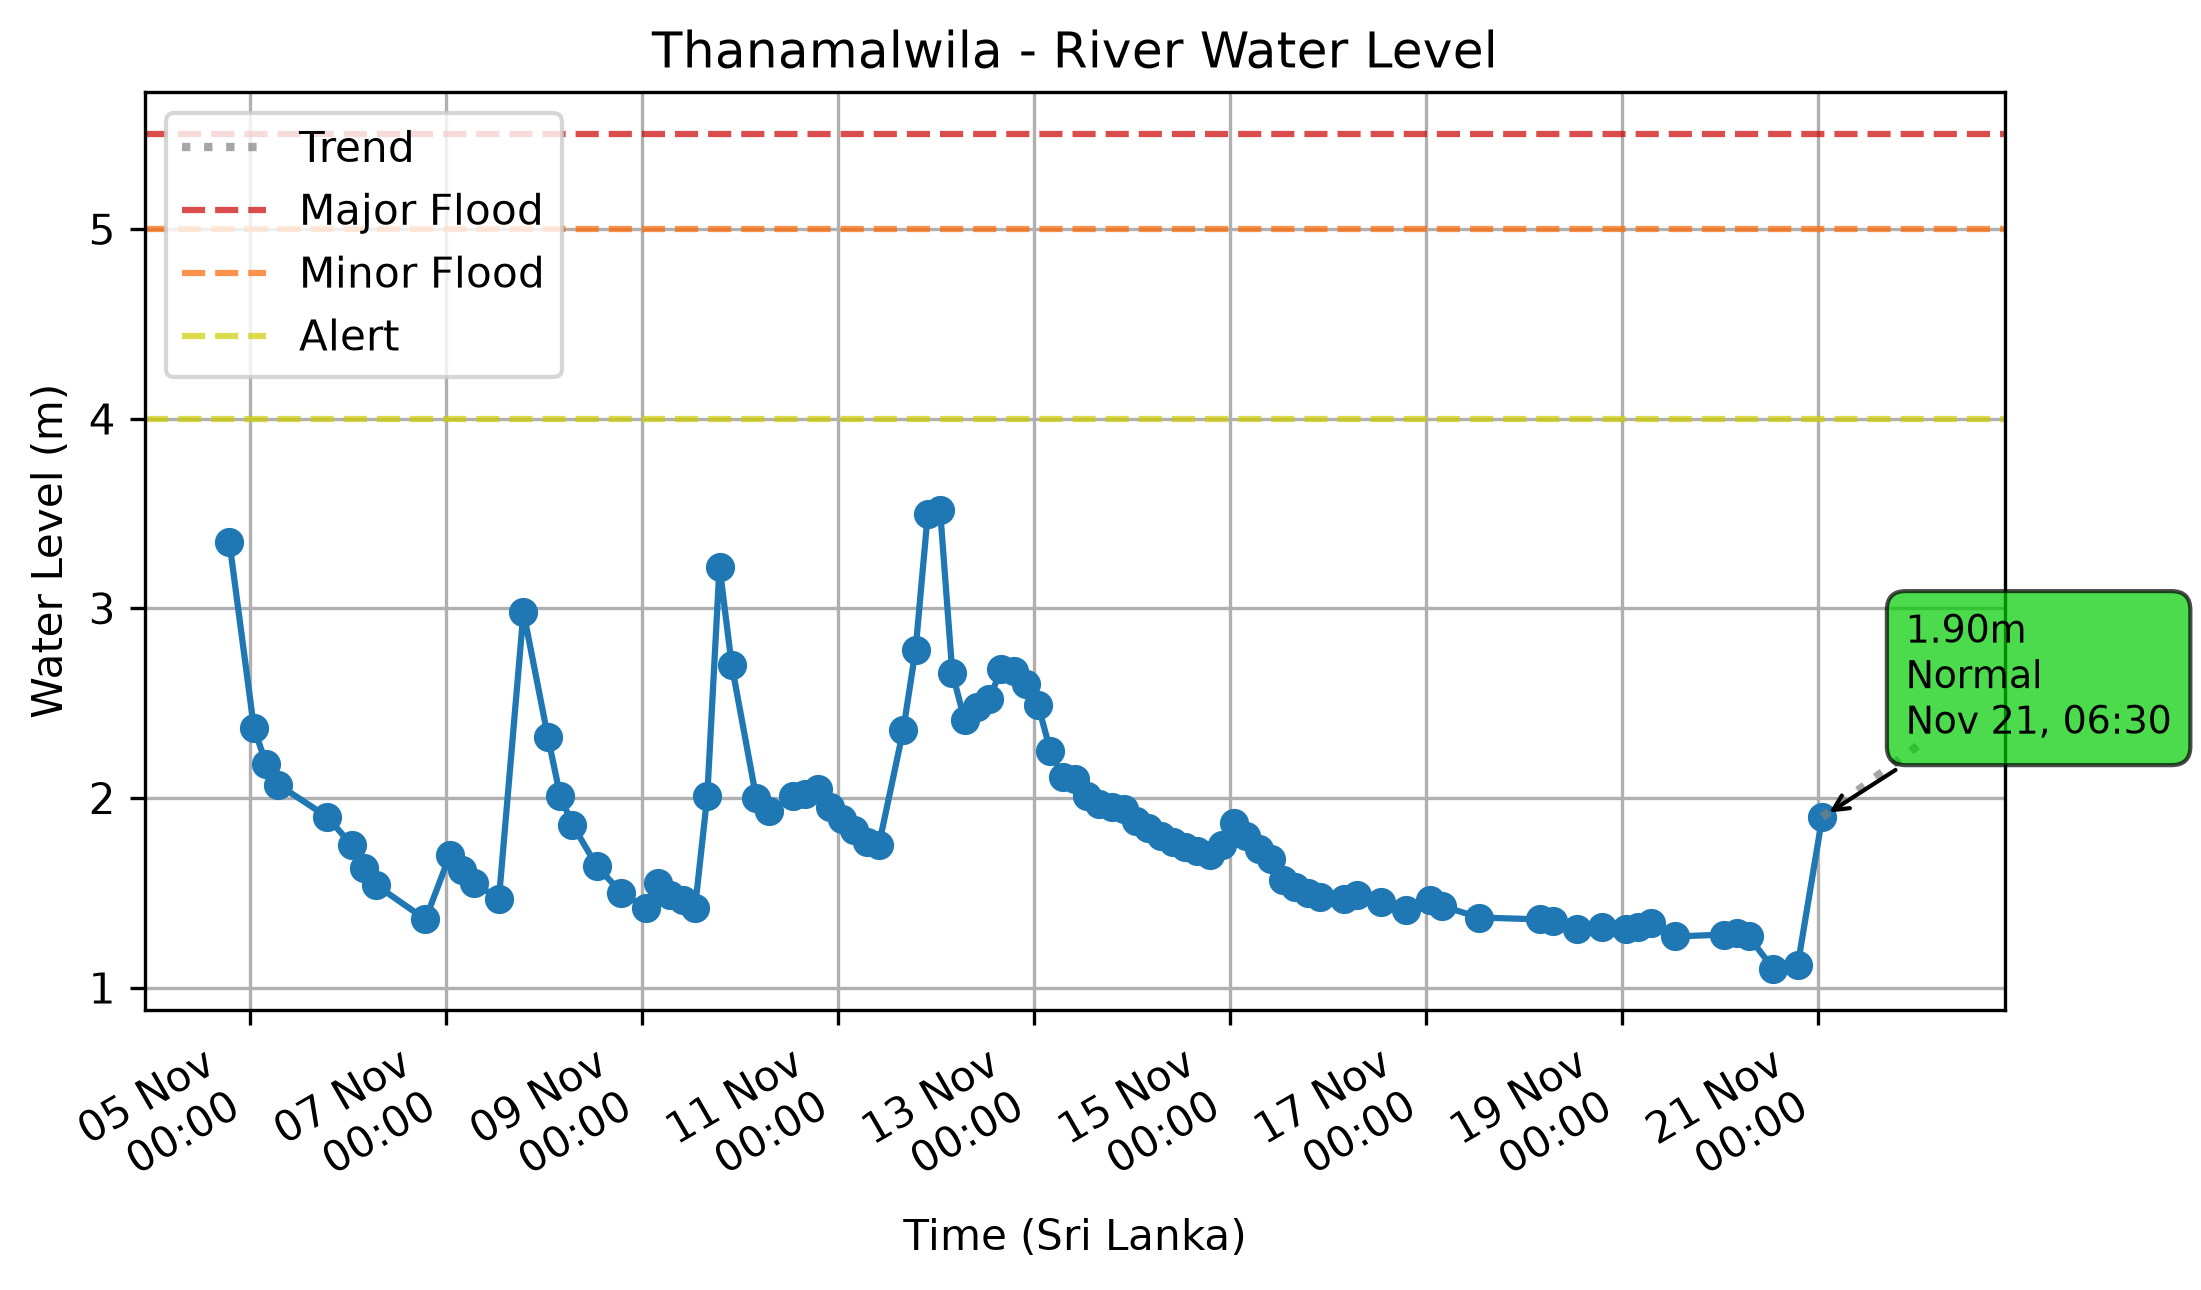 Thanamalwila - River Water Level
Trend
Major Flood
Minor Flood
Alert
Water Level (m)
5
4
3
2
1
1.90m
Normal
Nov 21, 06:30
05 Nov
00:00
07 Nov
00:00
09 Nov
00:00
11 Nov
00:00
13 Nov
00:00
15 Nov
00:00
17 Nov
00:00
19 Nov
00:00
21 Nov
00:00
Time (Sri Lanka)